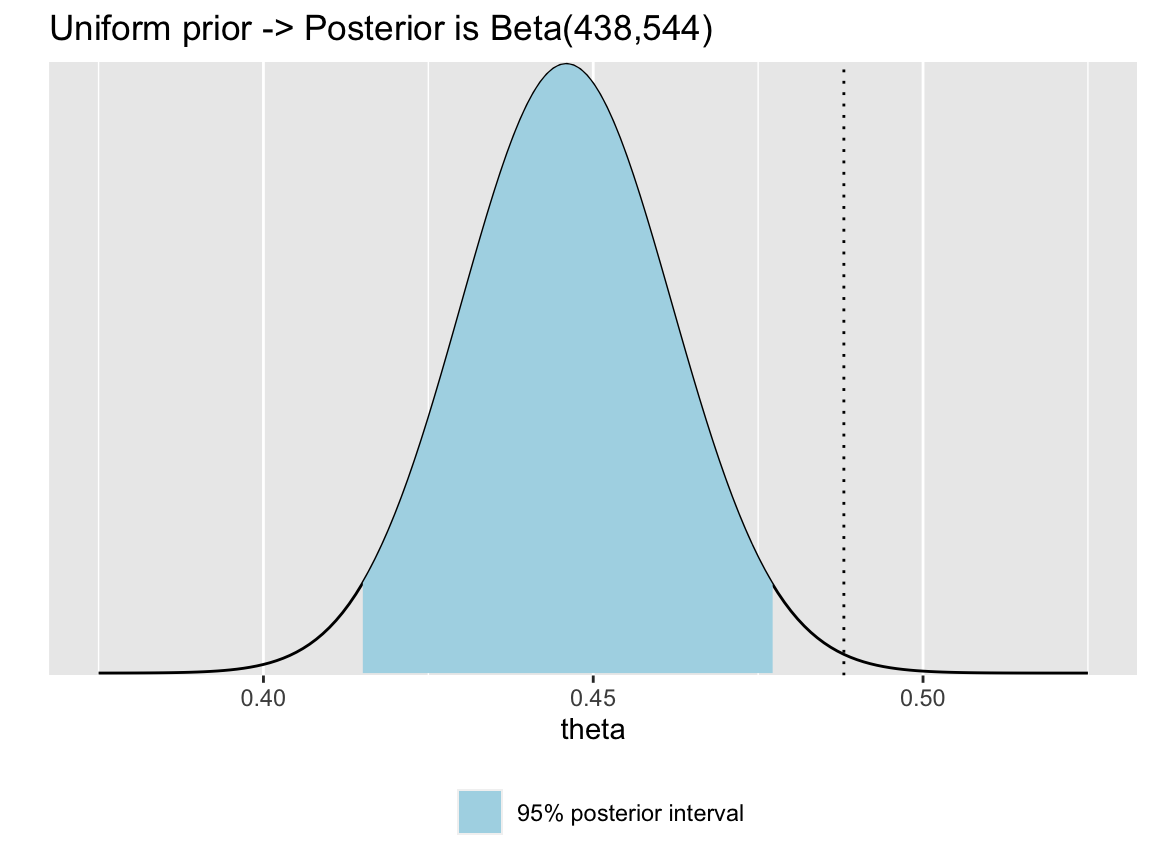 Uniform prior -> Posterior is Beta(438,544)
0.40 0.45 0.50
theta
95% posterior interval